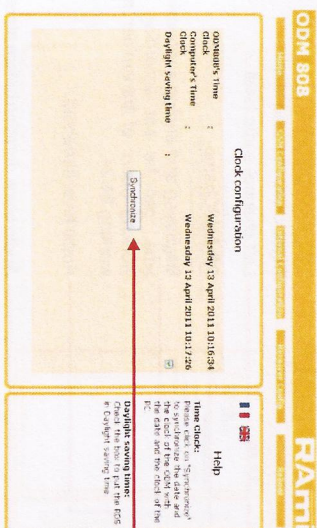 ODM 808
RAmi
Home
Clock configuration
ODM808's Time
Clock
:
Wednesday 13 April 2011 10:16:34
Computer's Time
Clock
:
Wednesday 13 April 2011 10:17:26
Daylight saving time
:
Synchronize
Help
Time Clock:
Please click on "Synchronize"
to synchronize the date and
the clock of the ODM with
the date and the clock of the
PC.
Daylight saving time:
Check the box to put the RDS
in Daylight saving time